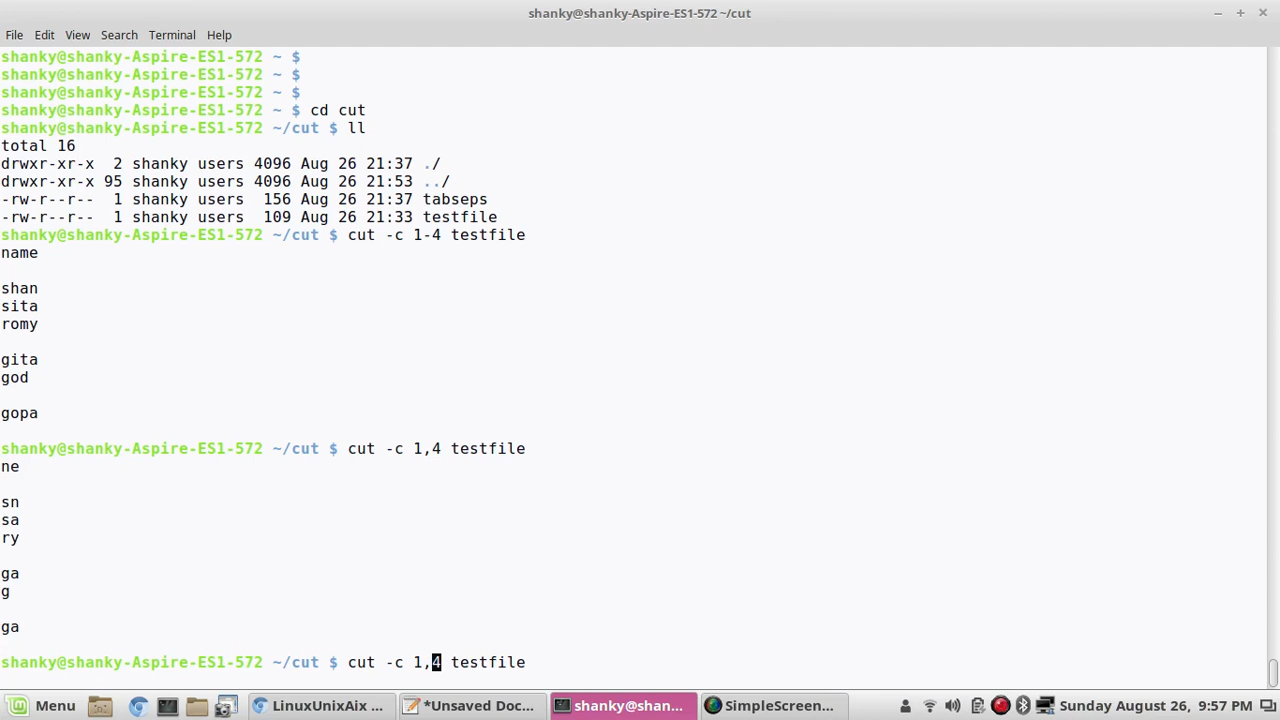 shanky@shanky-Aspire-ES1-572 ~/cut
File Edit View Search Terminal Help
shanky@shanky-Aspire-ES1-572 ~ $
shanky@shanky-Aspire-ES1-572 ~ $
shanky@shanky-Aspire-ES1-572 ~ $
shanky@shanky-Aspire-ES1-572 ~ $ cd cut
shanky@shanky-Aspire-ES1-572 ~/cut $ ll
total 16
drwxr-xr-x  2 shanky users 4096 Aug 26 21:37 ./
drwxr-xr-x 95 shanky users 4096 Aug 26 21:53 ../
-rw-r--r--  1 shanky users  156 Aug 26 21:37 tabseps
-rw-r--r--  1 shanky users  109 Aug 26 21:33 testfile
shanky@shanky-Aspire-ES1-572 ~/cut $ cut -c 1-4 testfile
name
shan
sita
romy
gita
god
gopa
shanky@shanky-Aspire-ES1-572 ~/cut $ cut -c 1,4 testfile
ne
sn
sa
ry
ga
g
ga
shanky@shanky-Aspire-ES1-572 ~/cut $ cut -c 1,4 testfile
Menu LinuxUnixAix ... *Unsaved Doc... shanky@shan... SimpleScreen... Sunday August 26, 9:57 PM